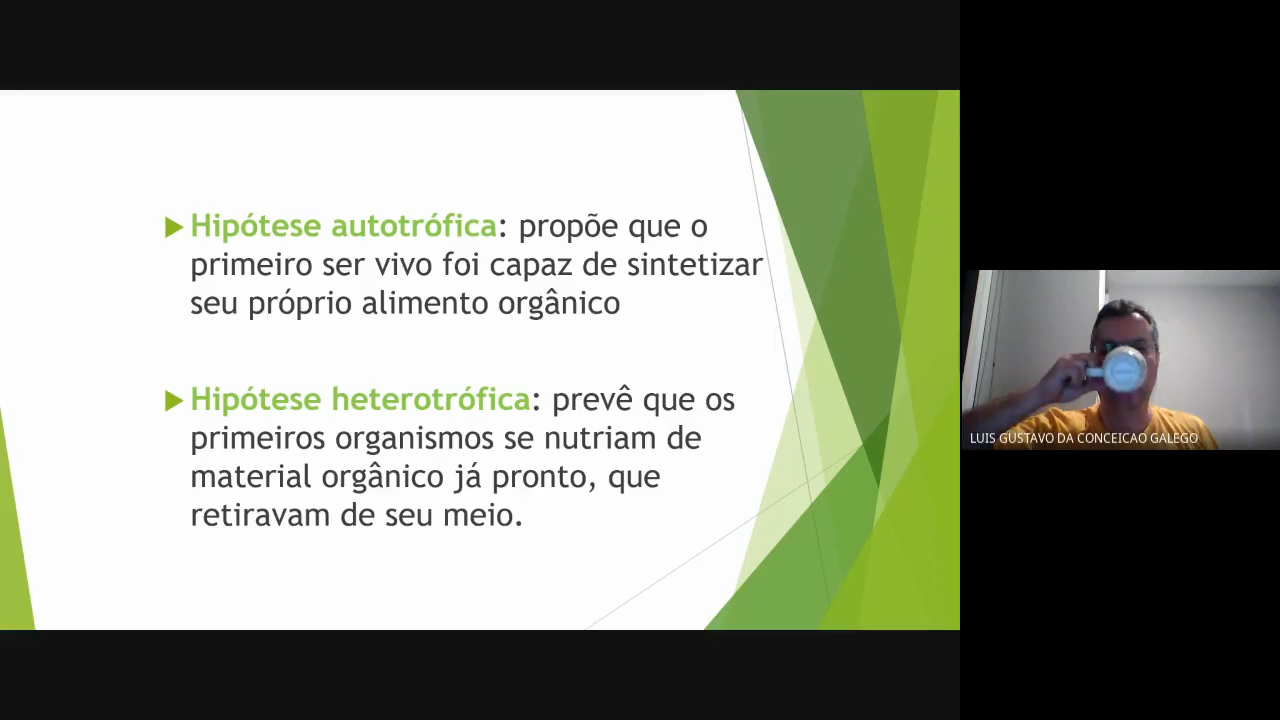 Hipótese autotrófica: propõe que o
primeiro ser vivo foi capaz de sintetizar
seu próprio alimento orgânico
Hipótese heterotrófica: prevê que os
primeiros organismos se nutriam de
material orgânico já pronto, que
retiravam de seu meio.
LUIS GUSTAVO DA CONCEICAO GALEGO